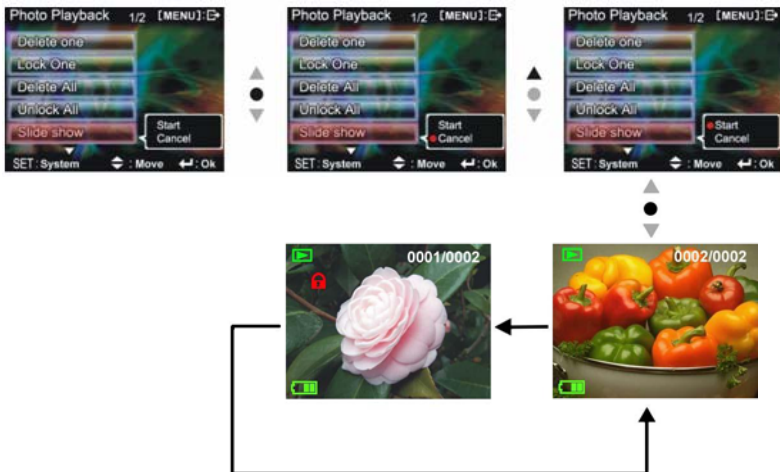 Photo Playback 1/2 [MENU]:
Delete one
Lock One
Delete All
Unlock All
Slide show
Start
Cancel
SET : System : Move : Ok
Photo Playback 1/2 [MENU]:
Delete one
Lock One
Delete All
Unlock All
Slide show
Start
Cancel
SET : System : Move : Ok
Photo Playback 1/2 [MENU]:
Delete one
Lock One
Delete All
Unlock All
Slide show
Start
Cancel
SET : System : Move : Ok
0001/0002
0002/0002